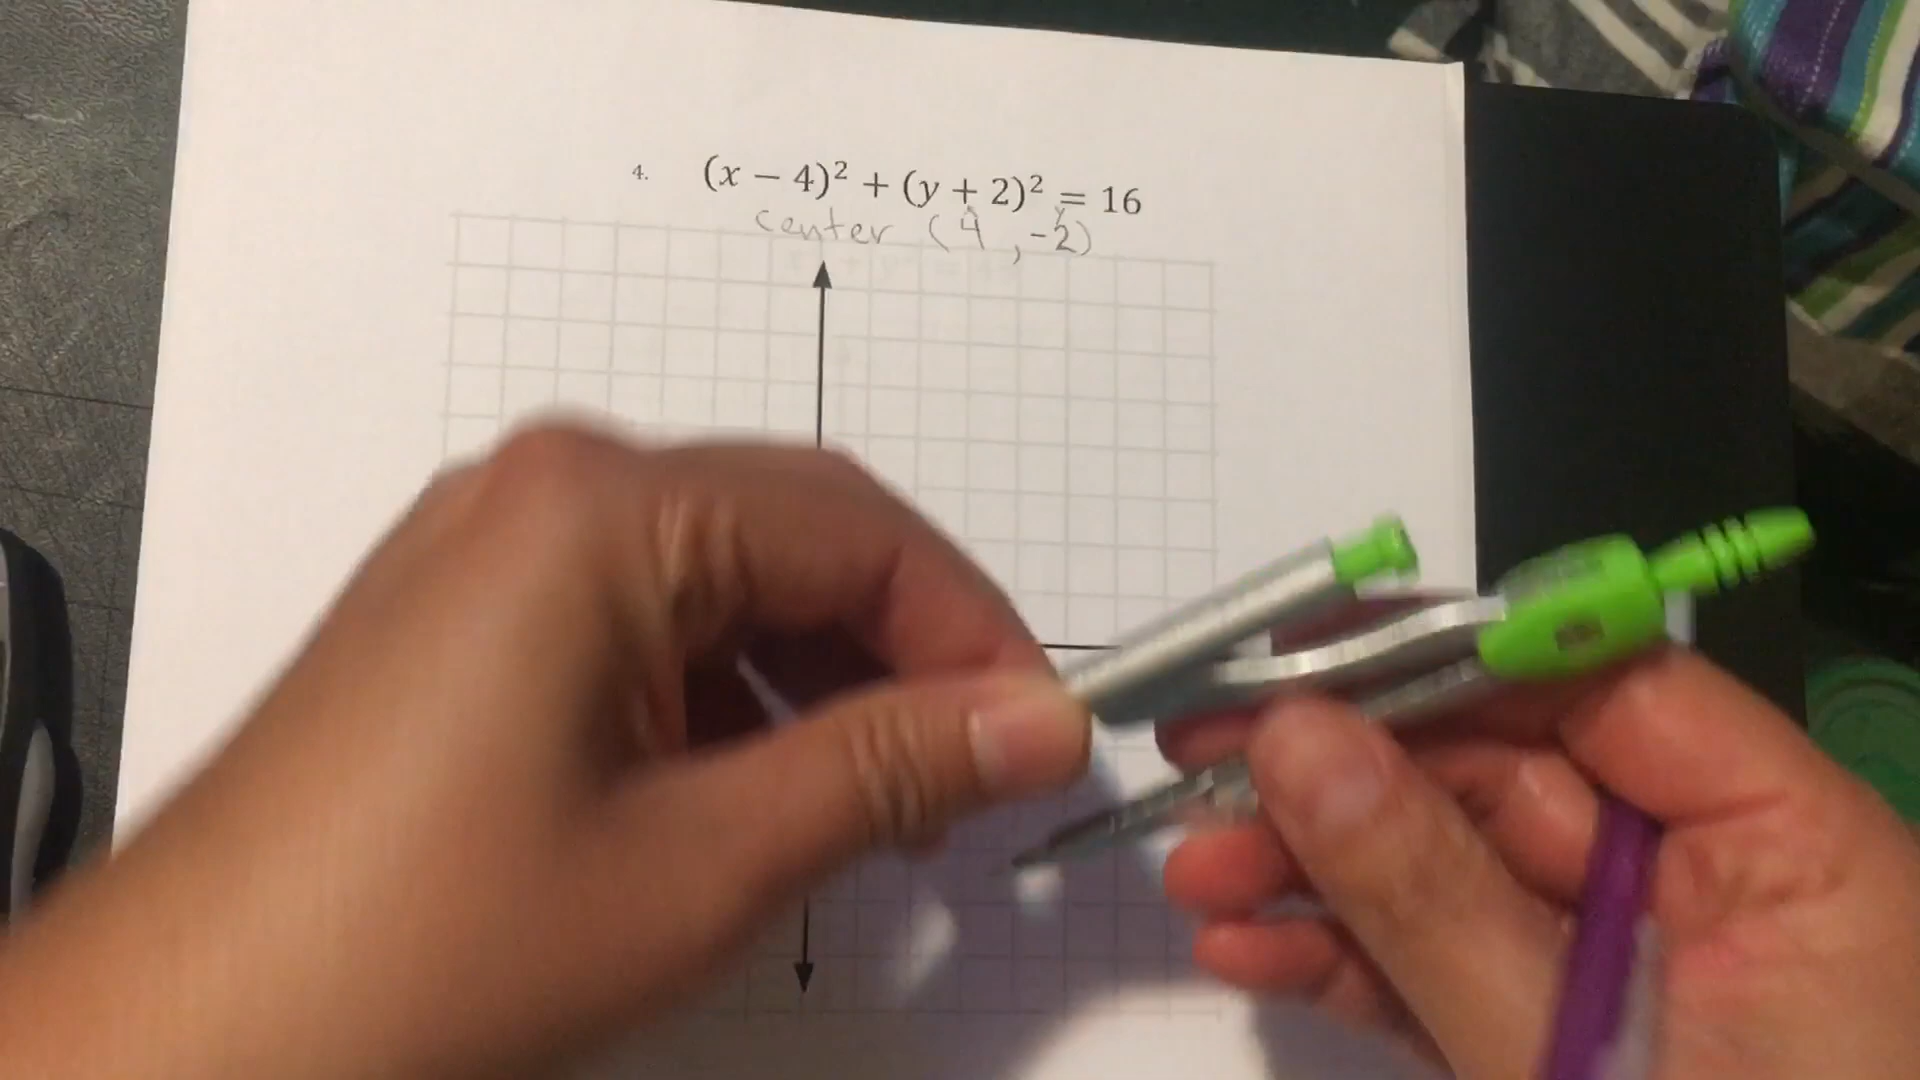 4. (x − 4)² + (y + 2)² = 16
center (4, -2)